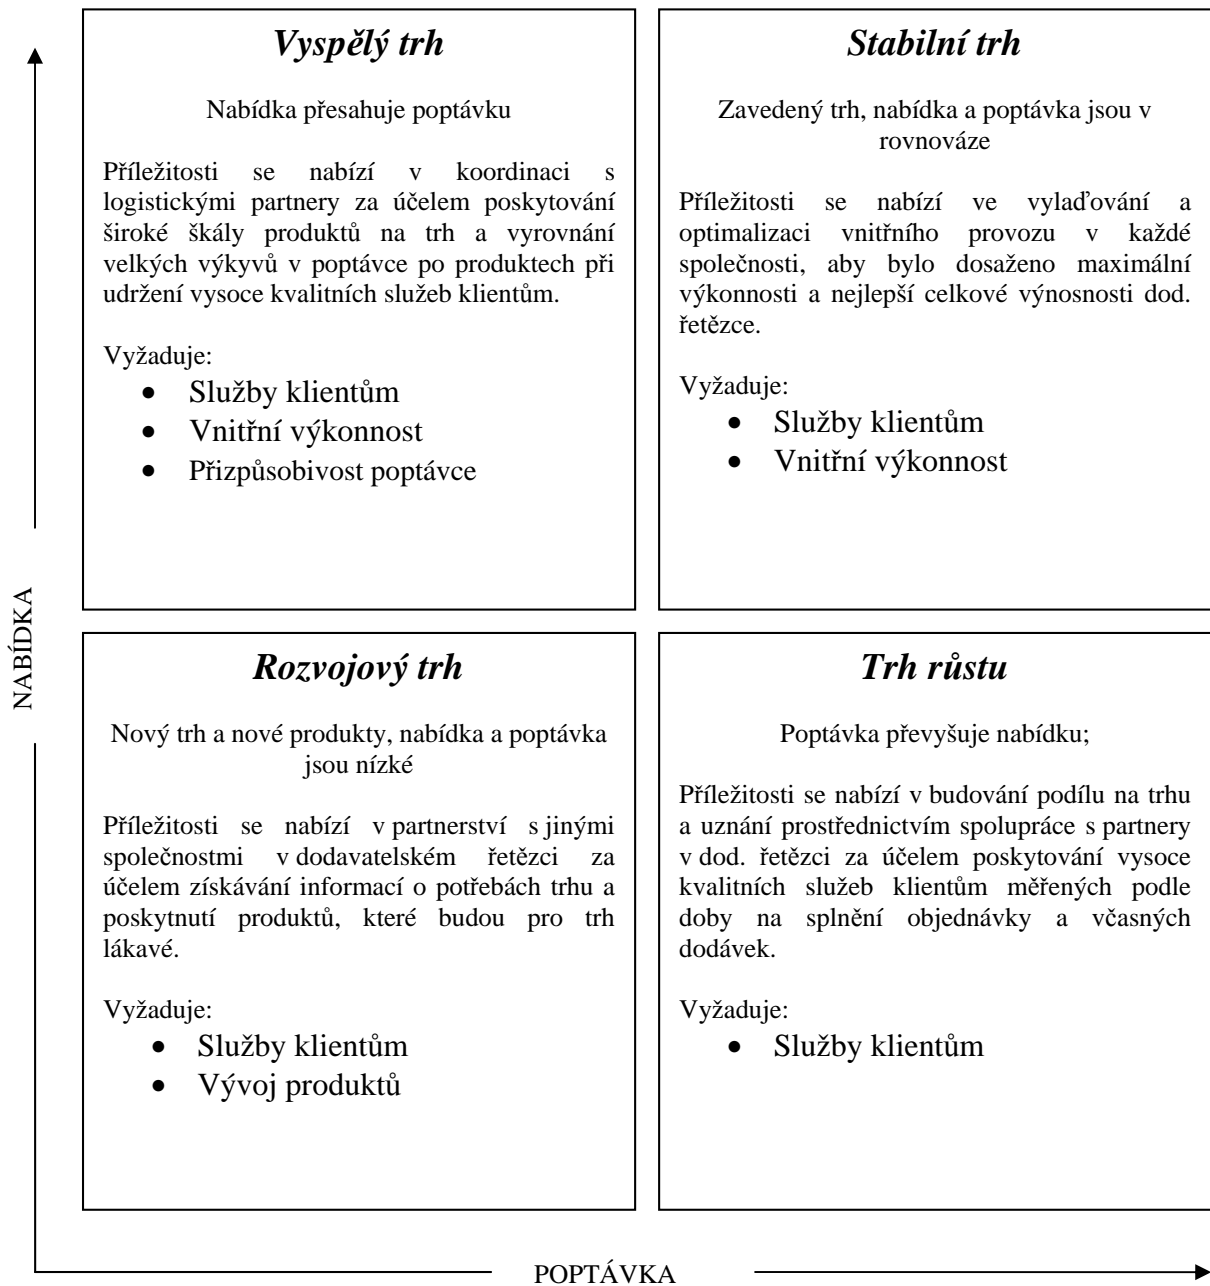 Vyspělý trh
Nabídka přesahuje poptávku
Příležitosti se nabízí v koordinaci s
logistickými partnery za účelem poskytování
široké škály produktů na trh a vyrovnání
velkých výkyvů v poptávce po produktech při
udržení vysoce kvalitních služeb klientům.
Vyžaduje:
• Služby klientům
• Vnitřní výkonnost
• Přizpůsobivost poptávce
Stabilní trh
Zavedený trh, nabídka a poptávka jsou v
rovnováze
Příležitosti se nabízí ve vylaďování a
optimalizaci vnitřního provozu v každé
společnosti, aby bylo dosaženo maximální
výkonnosti a nejlepší celkové výnosnosti dod.
řetězce.
Vyžaduje:
• Služby klientům
• Vnitřní výkonnost
NABÍDKA
Rozvojový trh
Nový trh a nové produkty, nabídka a poptávka
jsou nízké
Příležitosti se nabízí v partnerství s jinými
společnostmi v dodavatelském řetězci za
účelem získávání informací o potřebách trhu a
poskytnutí produktů, které budou pro trh
lákavé.
Vyžaduje:
• Služby klientům
• Vývoj produktů
Trh růstu
Poptávka převyšuje nabídku;
Příležitosti se nabízí v budování podílu na trhu
a uznání prostřednictvím spolupráce s partnery
v dod. řetězci za účelem poskytování vysoce
kvalitních služeb klientům měřených podle
doby na splnění objednávky a včasných
dodávek.
Vyžaduje:
• Služby klientům
POPTÁVKA